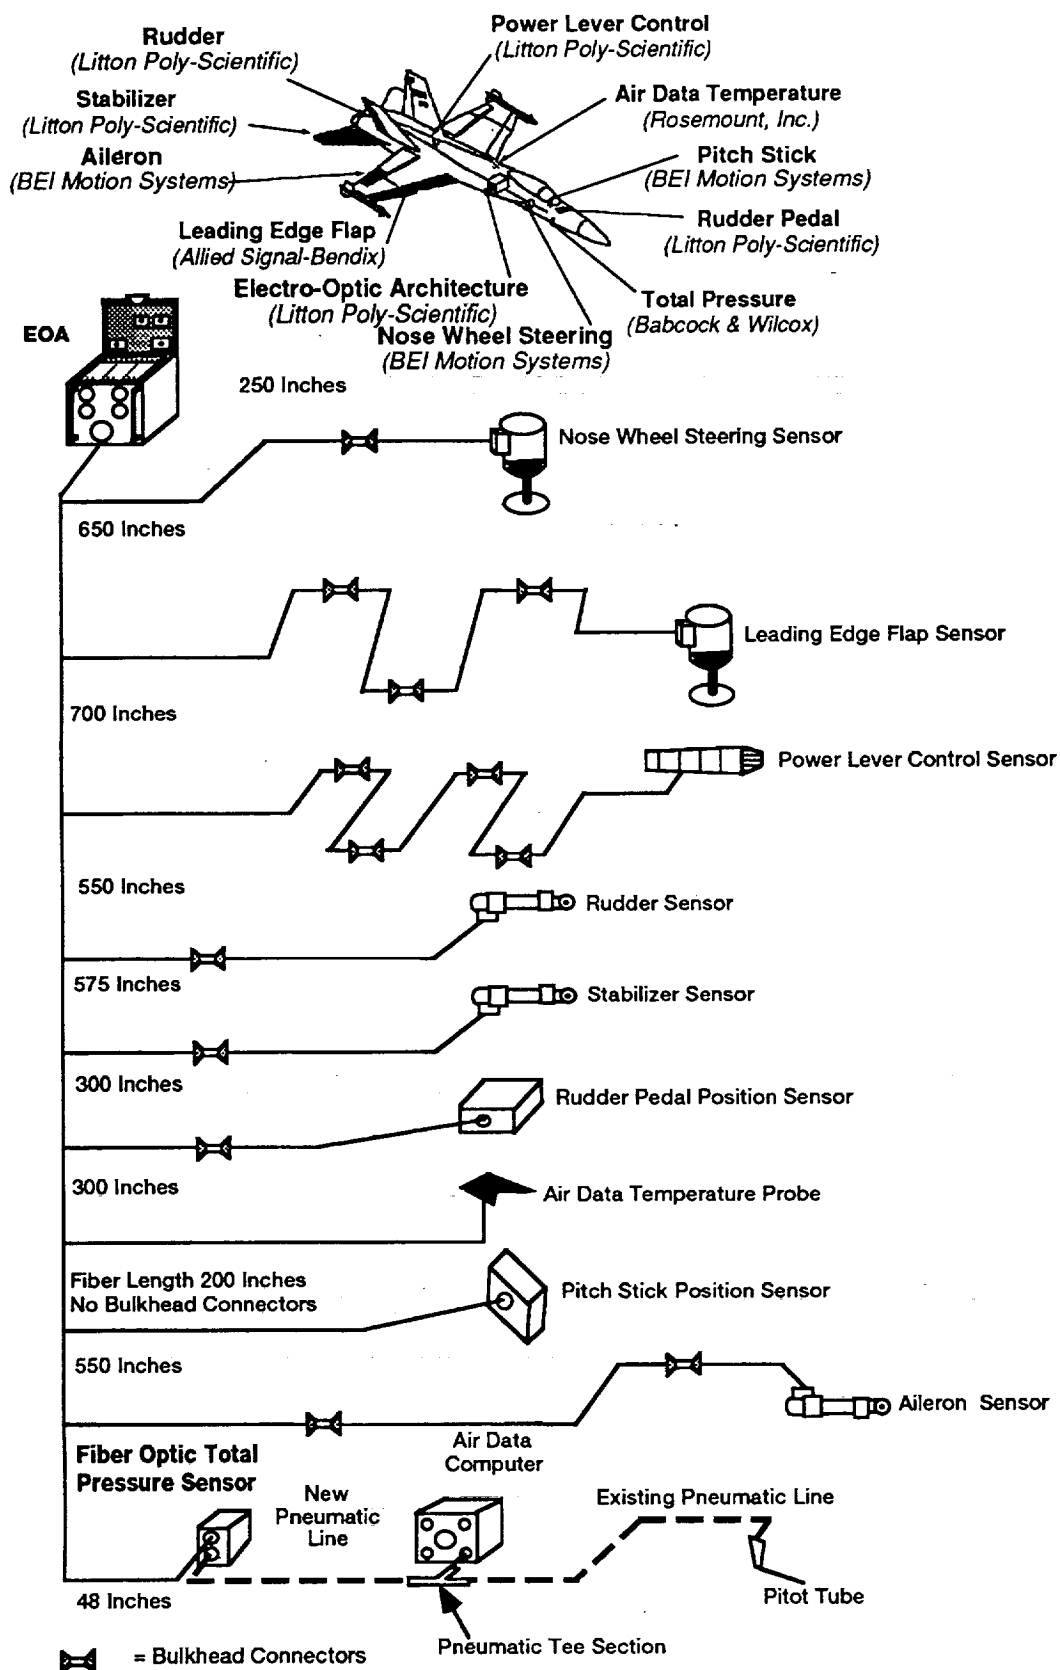 Rudder
(Litton Poly-Scientific)
Power Lever Control
(Litton Poly-Scientific)
Stabilizer
(Litton Poly-Scientific)
Air Data Temperature
(Rosemount, Inc.)
Aileron
(BEI Motion Systems)
Pitch Stick
(BEI Motion Systems)
Rudder Pedal
(Litton Poly-Scientific)
Leading Edge Flap
(Allied Signal-Bendix)
Electro-Optic Architecture
(Litton Poly-Scientific)
Total Pressure
(Babcock & Wilcox)
Nose Wheel Steering
(BEI Motion Systems)
EOA
250 Inches
Nose Wheel Steering Sensor
650 Inches
Leading Edge Flap Sensor
700 Inches
Power Lever Control Sensor
550 Inches
Rudder Sensor
575 Inches
Stabilizer Sensor
300 Inches
Rudder Pedal Position Sensor
300 Inches
Air Data Temperature Probe
Fiber Length 200 Inches
No Bulkhead Connectors
Pitch Stick Position Sensor
550 Inches
Aileron Sensor
Fiber Optic Total
Pressure Sensor
Air Data
Computer
New
Pneumatic
Line
Existing Pneumatic Line
48 Inches
Pitot Tube
Pneumatic Tee Section
= Bulkhead Connectors